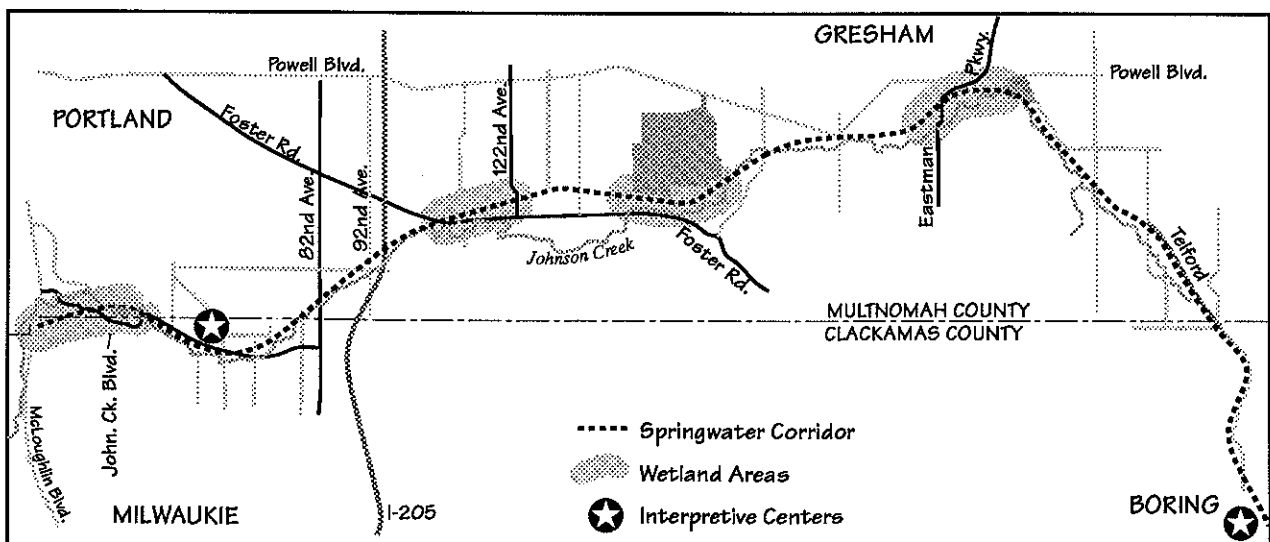 GRESHAM
Pkwy.
Powell Blvd.
Powell Blvd.
PORTLAND
Foster Rd.
82nd Ave.
92nd Ave.
122nd Ave.
Eastman
Johnson Creek
Foster Rd.
Telford
MULTNOMAH COUNTY
CLACKAMAS COUNTY
John. Ck. Blvd.
McLoughlin Blvd.
Springwater Corridor
Wetland Areas
Interpretive Centers
MILWAUKIE
I-205
BORING